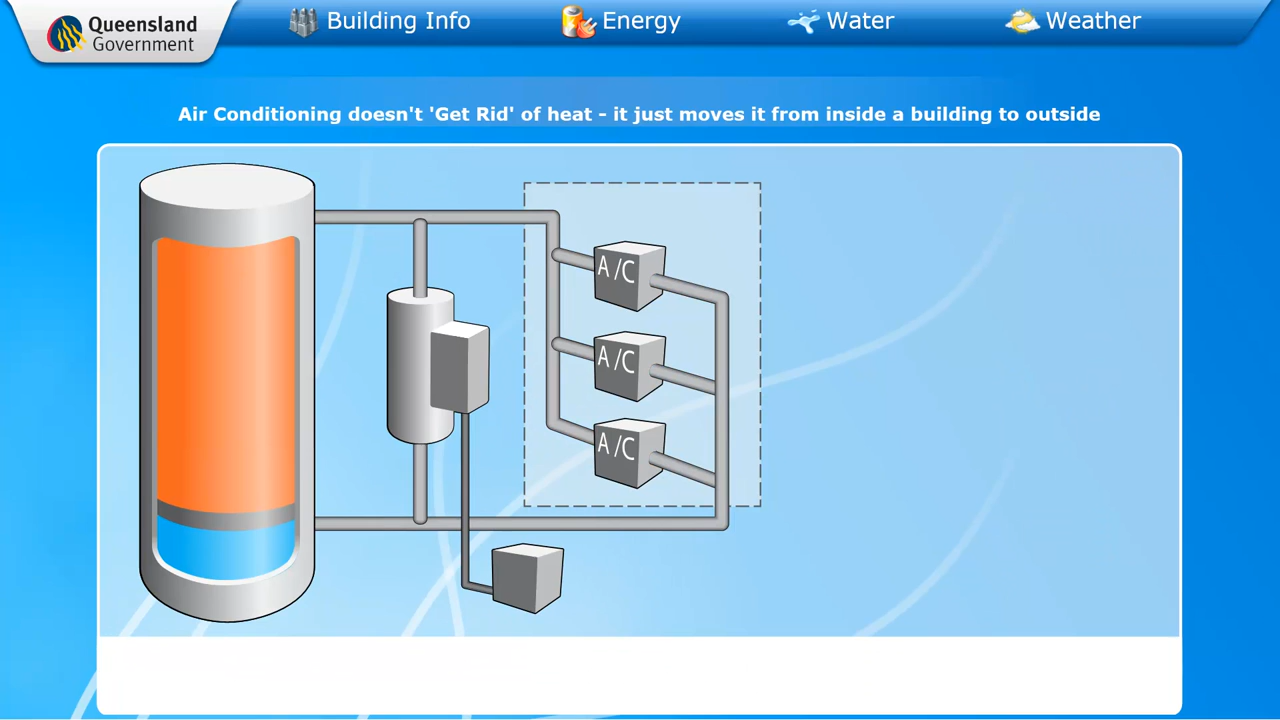 Queensland
Government
Building Info
Energy
Water
Weather
Air Conditioning doesn't 'Get Rid' of heat - it just moves it from inside a building to outside
A/C
A/C
A/C